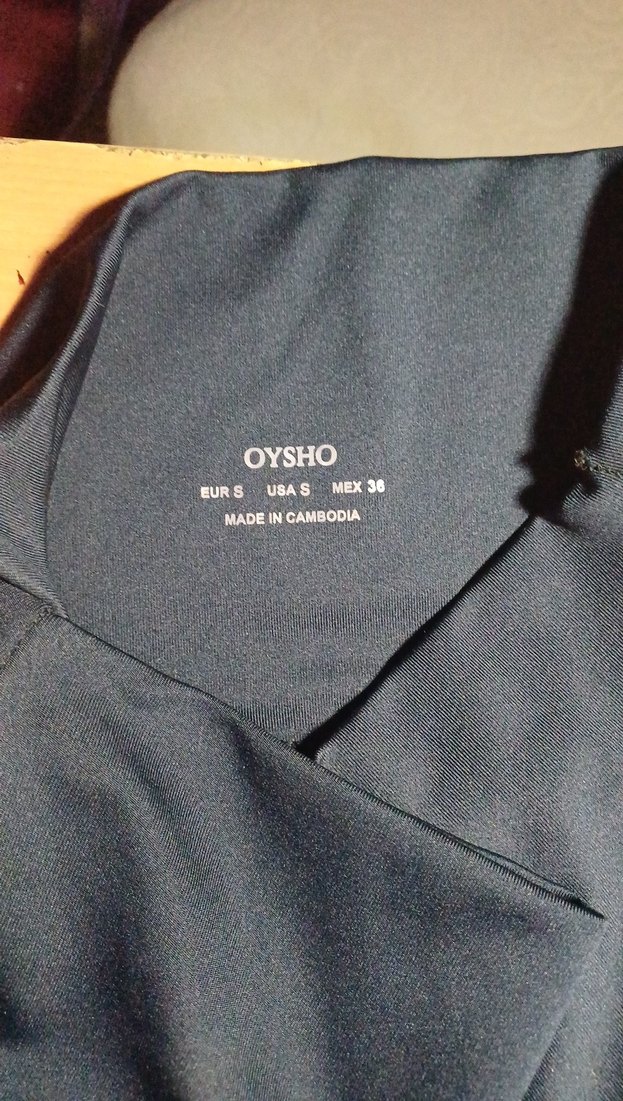 OYSHO
EUR S USA S MEX 36
MADE IN CAMBODIA